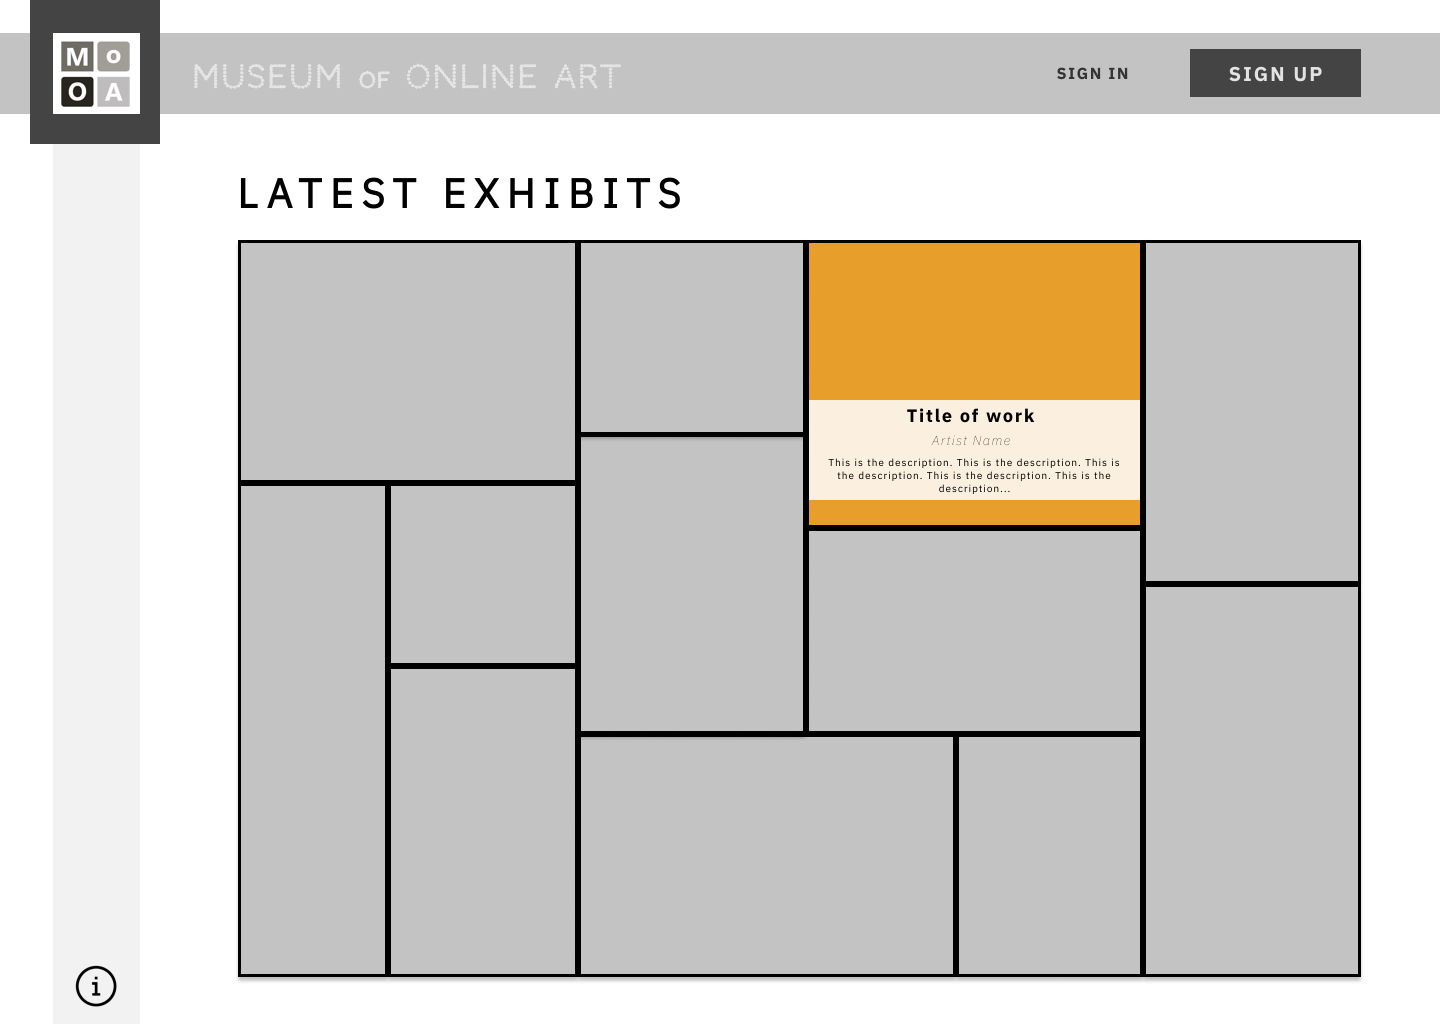 M o
O A
MUSEUM OF ONLINE ART
SIGN IN
SIGN UP
LATEST EXHIBITS
Title of work
Artist Name
This is the description. This is the description. This is
the description. This is the description. This is the
description...
i